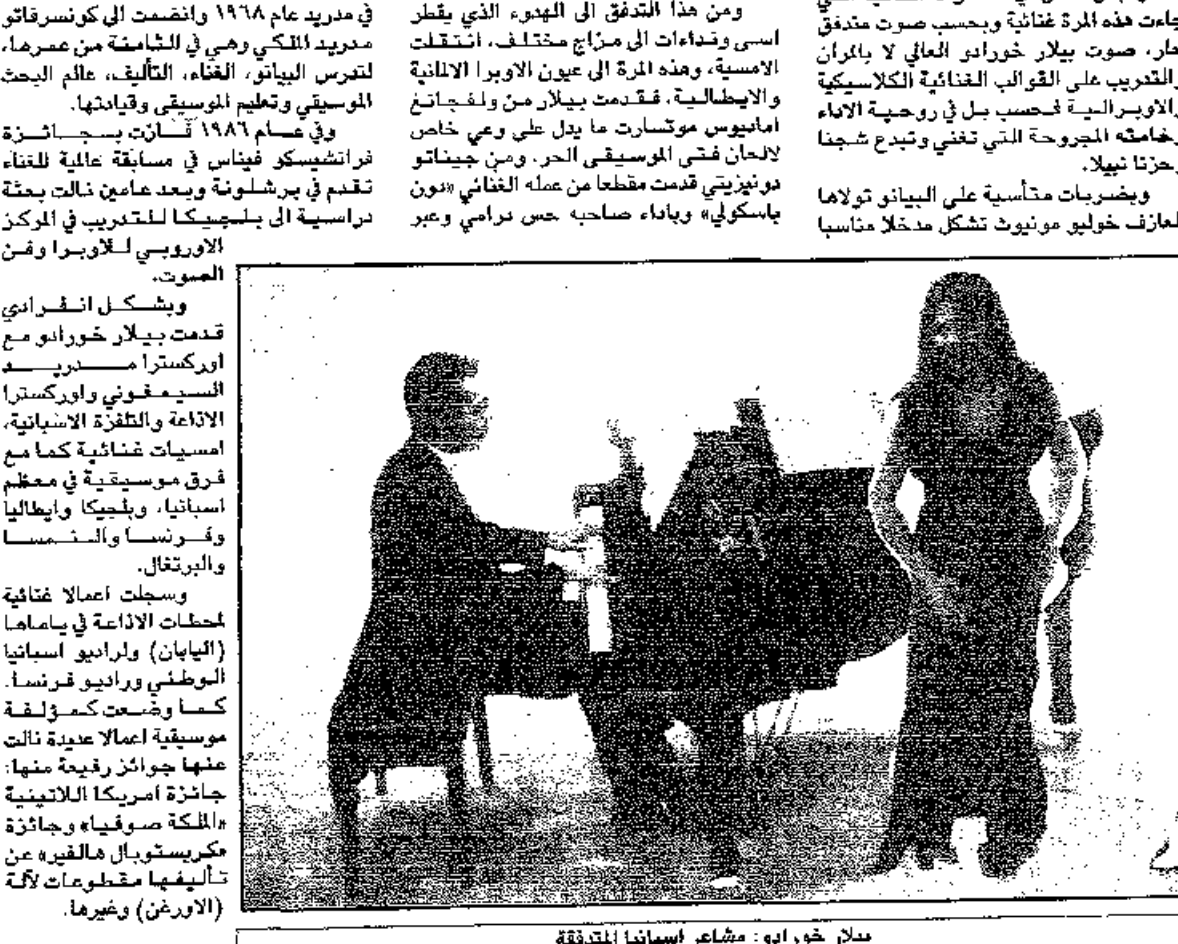 جاءت هذه المرة غنائية وبحسب صوت متدفق
حار، صوت بيلار خورادو العالي لا بالمران
والتدريب على القوالب الغنائية الكلاسيكية
والاوبرالية فحسب بل في روحية الاداء
وخامته المجروحة التي تغني وتبدع شجنا
وحزنا نبيلا.
وبضربات متأسية على البيانو تولاها
العازف خوليو مونيوث تشكل مدخلا مناسبا
ومن هذا التدفق الى الهدوء الذي يقطر
اسى ونداءات الى مزاج مختلف، انتقلت
الامسية، وهذه المرة الى عيون الاوبرا الالمانية
والايطالية، فقدمت بيلار من ولفجانغ
اماديوس موتسارت ما يدل على وعي خاص
لالحان فتى الموسيقى الحر، ومن جيتانو
دونيزيتي قدمت مقطعا من عمله الغنائي «دون
باسكولي» وباداء صاحبه حس درامي وعبر
في مدريد عام ١٩٦٨ وانضمت الى كونسرفاتو
مدريد الملكي وهي في الثامنة من عمرها،
لتدرس البيانو، الغناء، التأليف، عالم البحث
الموسيقي وتعليم الموسيقى وقيادتها.
وفي عام ١٩٨٦ فازت بجائزة
فرانشيسكو فيناس في مسابقة عالمية للغناء
تقدم في برشلونة وبعد عامين نالت بعثة
دراسية الى بلجيكا للتدريب في المركز
الاوروبي للاوبرا وفن
الصوت.
وبشكل انفرادي
قدمت بيلار خورادو مع
اوركسترا مدريد
السيمفوني واوركسترا
الاذاعة والتلفزة الاسبانية،
امسيات غنائية كما مع
فرق موسيقية في معظم
اسبانيا، وبلجيكا وايطاليا
وفرنسا والنمسا
والبرتغال.
وسجلت اعمالا غنائية
لمحطات الاذاعة في ياماها
(اليابان) ولراديو اسبانيا
الوطني وراديو فرنسا.
كما وضعت كمؤلفة
موسيقية اعمالا عديدة نالت
عنها جوائز رفيعة منها:
جائزة امريكا اللاتينية
«الملكة صوفيا» وجائزة
«كريستوبال هالفير» عن
تأليفها مقطوعات لآلة
(الاورغن) وغيرها.
بيلار خورادو: مشاعر اسبانيا المتدفقة